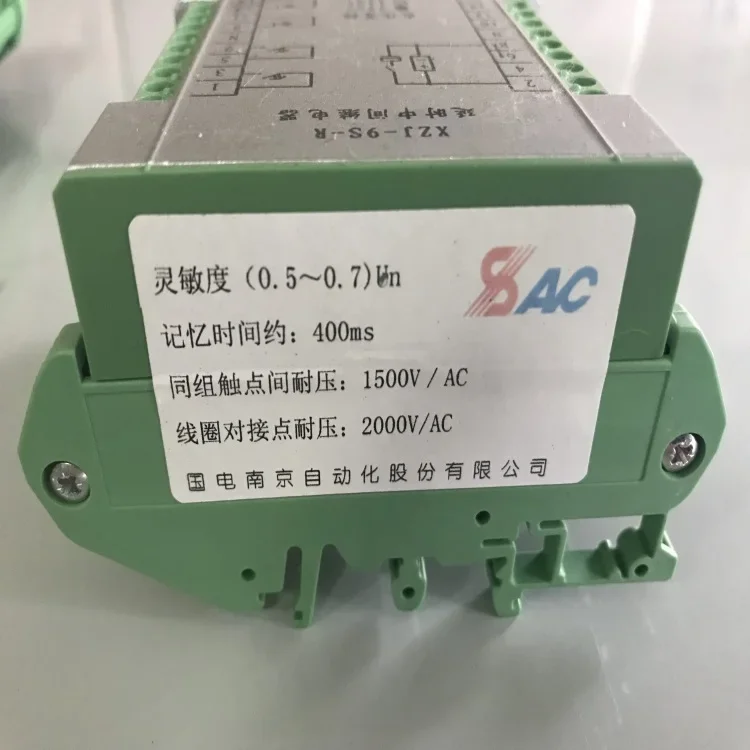 XZJ-9S-R
延时中间继电器
SAC
灵敏度（0.5～0.7)Un
记忆时间约：400ms
同组触点间耐压：1500V／AC
线圈对接点耐压：2000V/AC
国电南京自动化股份有限公司